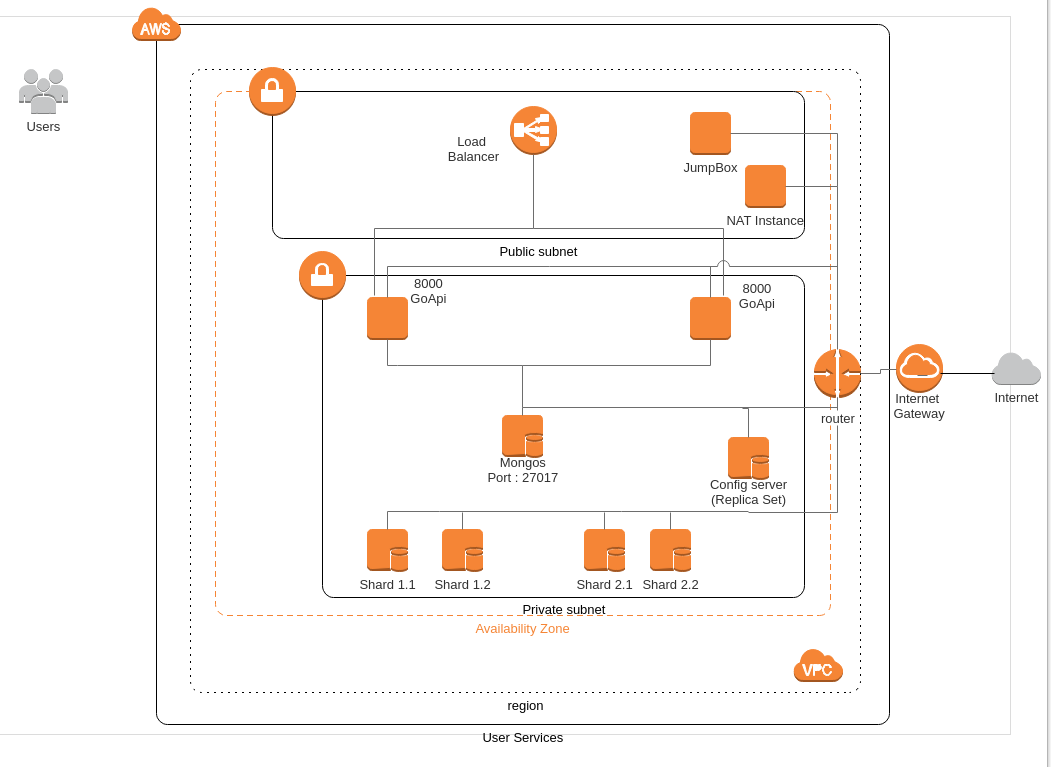 AWS
Users
Load
Balancer
JumpBox
NAT Instance
Public subnet
8000
GoApi
8000
GoApi
router
Internet
Gateway
Internet
Mongos
Port : 27017
Config server
(Replica Set)
Shard 1.1
Shard 1.2
Shard 2.1
Shard 2.2
Private subnet
Availability Zone
VPC
region
User Services